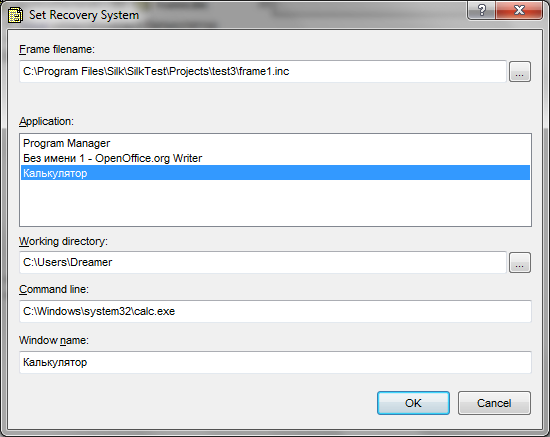 Set Recovery System
Frame filename:
C:\Program Files\Silk\SilkTest\Projects\test3\frame1.inc
...
Application:
Program Manager
Без имени 1 - OpenOffice.org Writer
Калькулятор
Working directory:
C:\Users\Dreamer
...
Command line:
C:\Windows\system32\calc.exe
Window name:
Калькулятор
OK Cancel